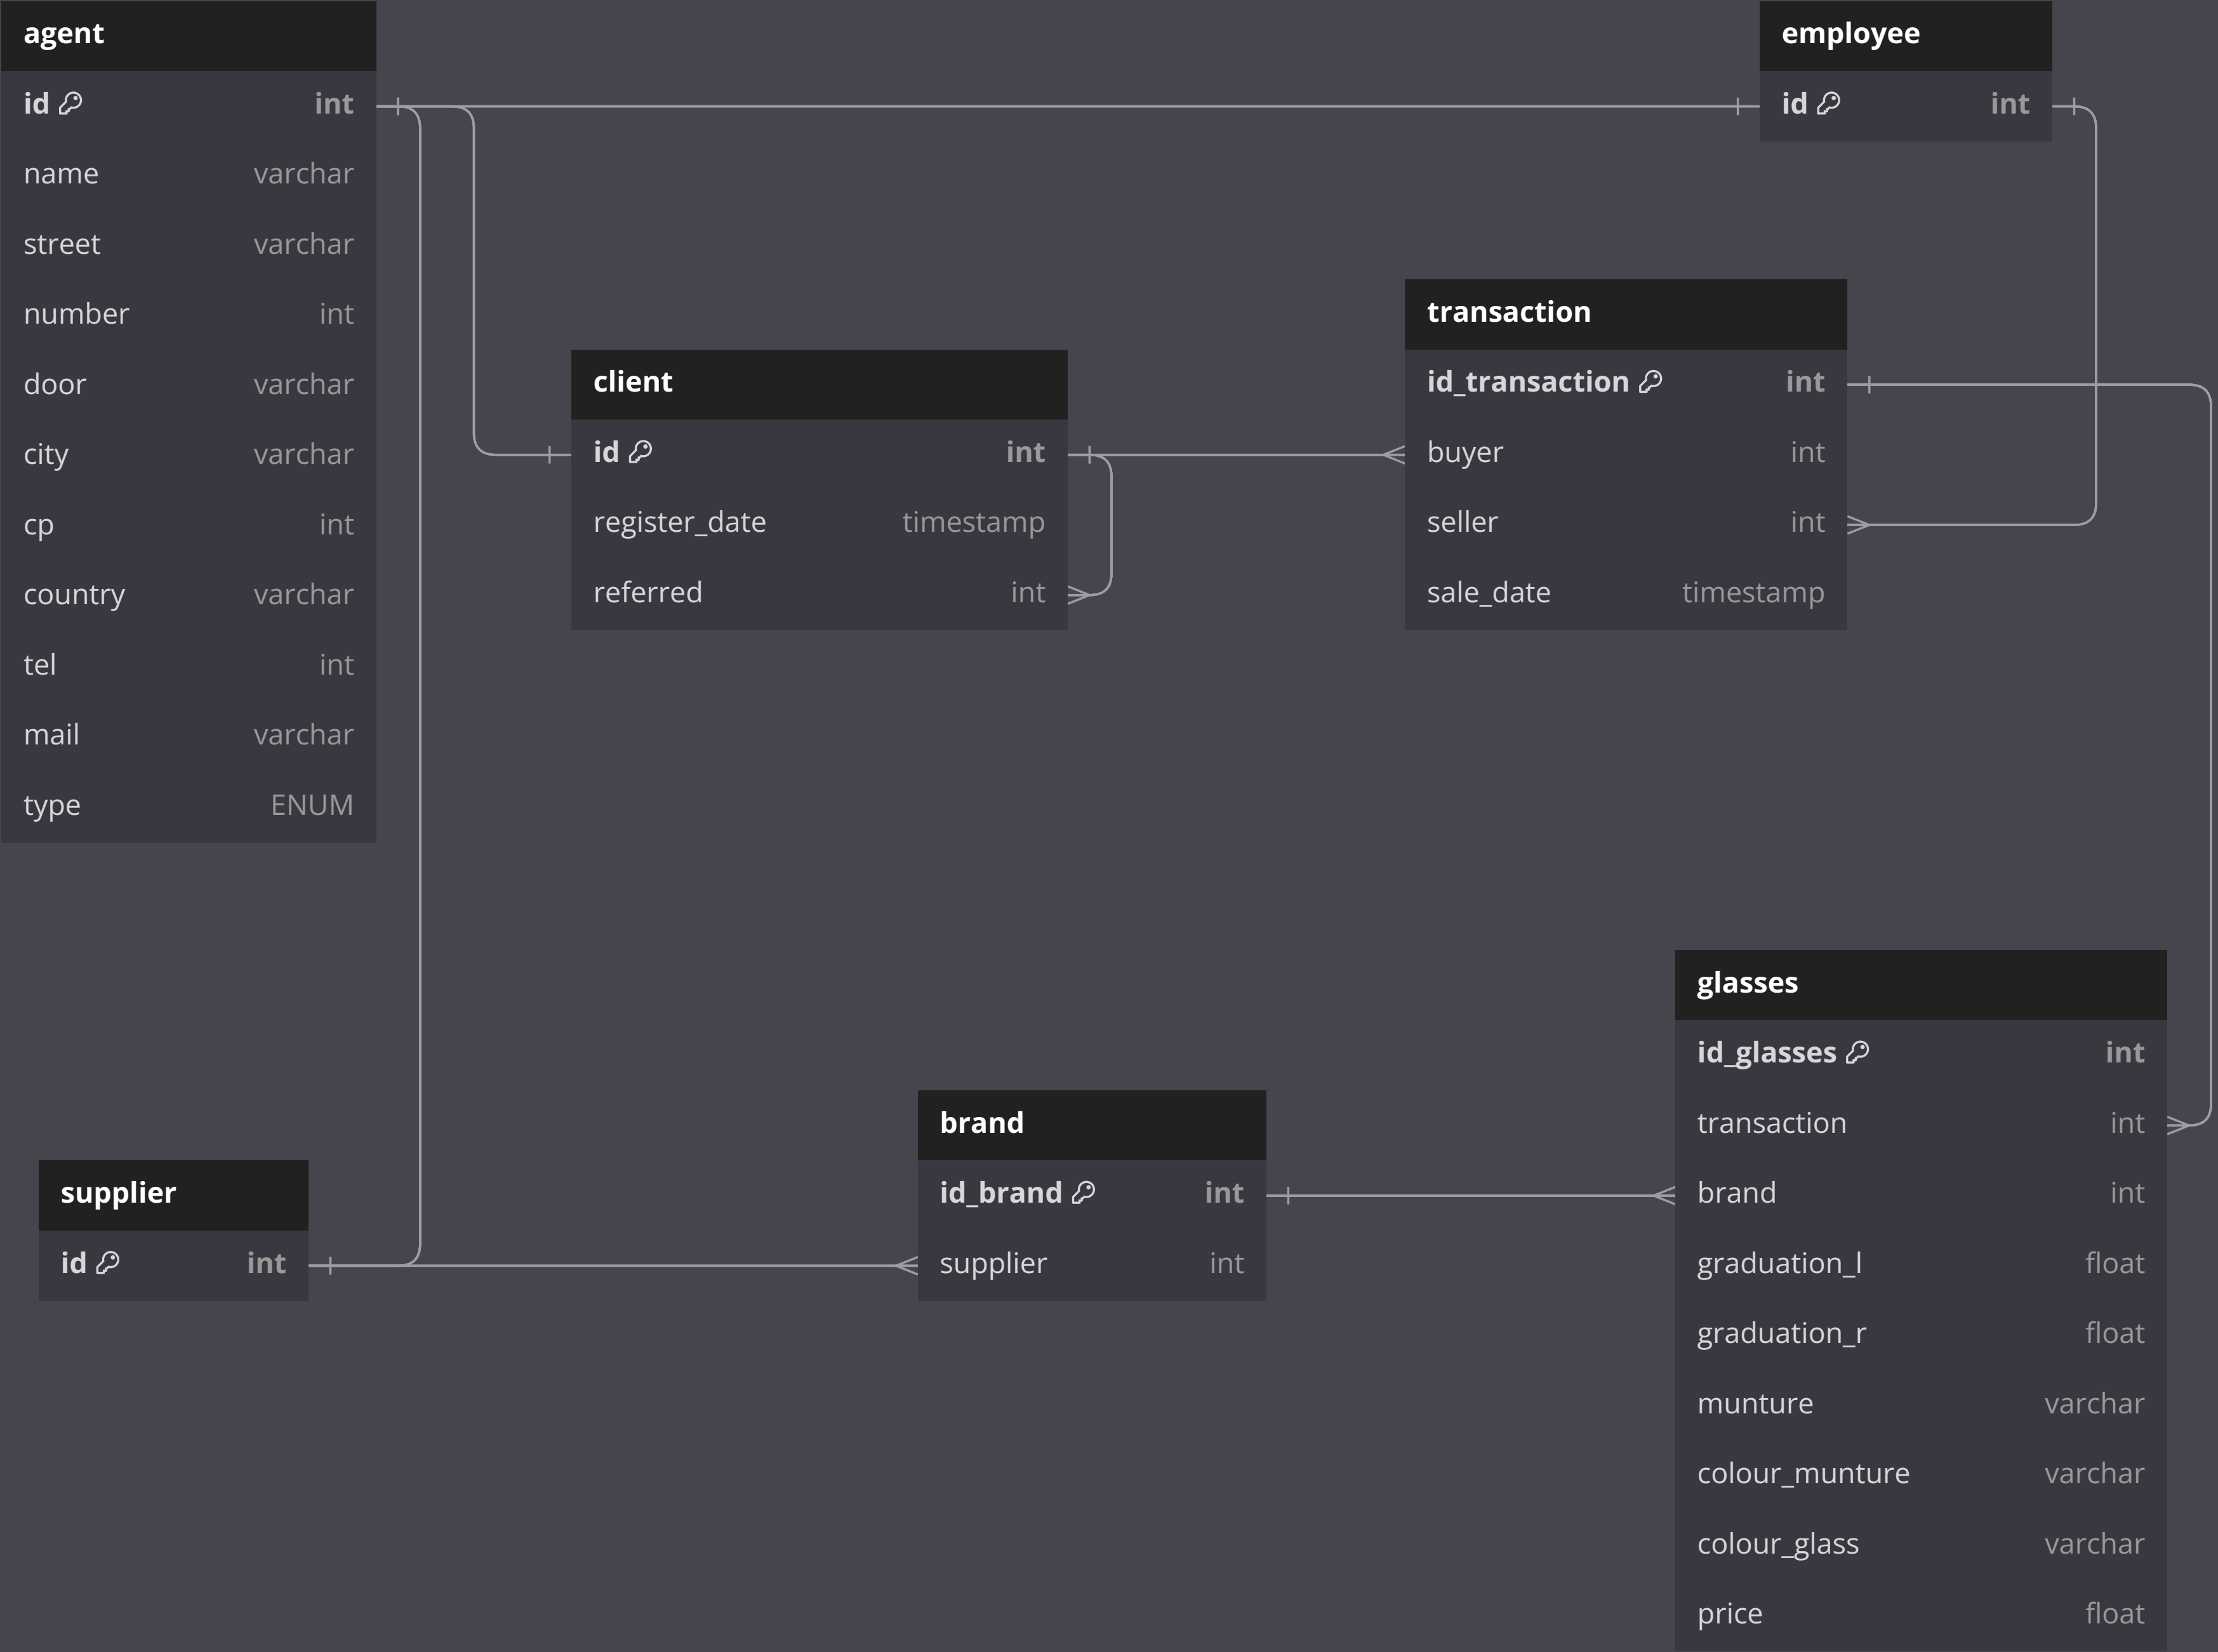 agent
id int
name varchar
street varchar
number int
door varchar
city varchar
cp int
country varchar
tel int
mail varchar
type ENUM
employee
id int
client
id int
register_date timestamp
referred int
transaction
id_transaction int
buyer int
seller int
sale_date timestamp
supplier
id int
brand
id_brand int
supplier int
glasses
id_glasses int
transaction int
brand int
graduation_l float
graduation_r float
munture varchar
colour_munture varchar
colour_glass varchar
price float